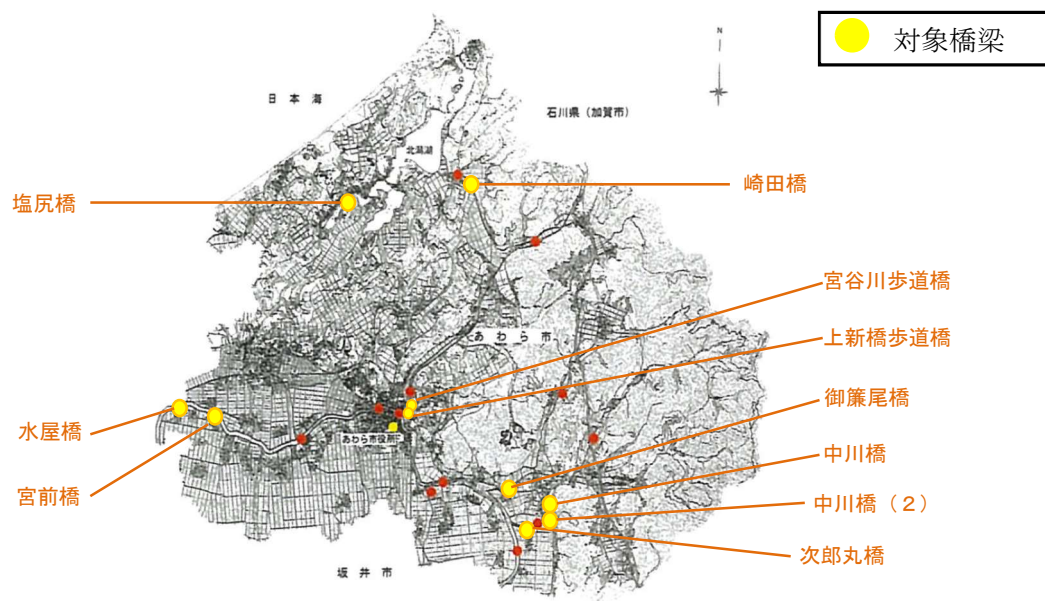 対象橋梁
N
日本海
石川県(加賀市)
北潟湖
崎田橋
塩尻橋
宮谷川歩道橋
あわら市
上新橋歩道橋
御簾尾橋
水屋橋
あわら市役所
中川橋
宮前橋
中川橋(2)
次郎丸橋
坂井市